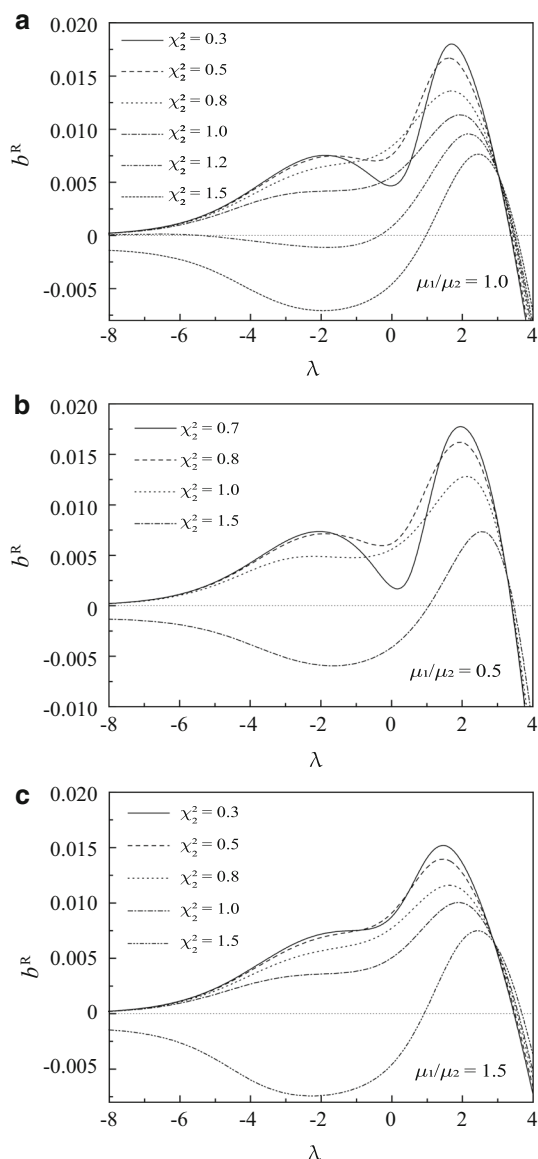 a
0.020
0.015
0.010
0.005
0
-0.005
b^R
χ₂² = 0.3
χ₂² = 0.5
χ₂² = 0.8
χ₂² = 1.0
χ₂² = 1.2
χ₂² = 1.5
μ₁/μ₂ = 1.0
-8 -6 -4 -2 0 2 4
λ
b
0.020
0.015
0.010
0.005
0
-0.005
-0.010
b^R
χ₂² = 0.7
χ₂² = 0.8
χ₂² = 1.0
χ₂² = 1.5
μ₁/μ₂ = 0.5
-8 -6 -4 -2 0 2 4
λ
c
0.020
0.015
0.010
0.005
0
-0.005
b^R
χ₂² = 0.3
χ₂² = 0.5
χ₂² = 0.8
χ₂² = 1.0
χ₂² = 1.5
μ₁/μ₂ = 1.5
-8 -6 -4 -2 0 2 4
λ